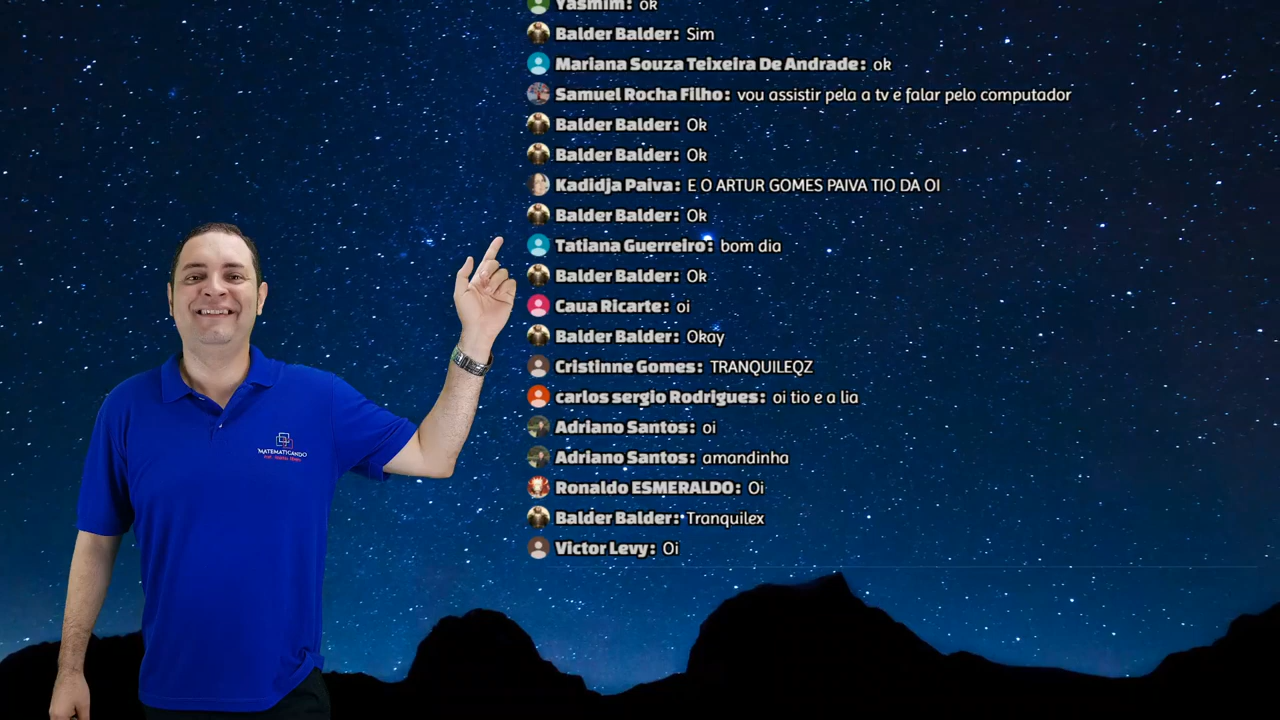 Yasmim: ok
Balder Balder: Sim
Mariana Souza Teixeira De Andrade: ok
Samuel Rocha Filho: vou assistir pela a tv e falar pelo computador
Balder Balder: Ok
Balder Balder: Ok
Kadidja Paiva: E O ARTUR GOMES PAIVA TIO DA OI
Balder Balder: Ok
Tatiana Guerreiro: bom dia
Balder Balder: Ok
Caua Ricarte: oi
Balder Balder: Okay
Cristinne Gomes: TRANQUILEQZ
carlos sergio Rodrigues: oi tio e a lia
Adriano Santos: oi
Adriano Santos: amandinha
Ronaldo ESMERALDO: Oi
Balder Balder: Tranquilex
Victor Levy: Oi
MATEMATICANDO